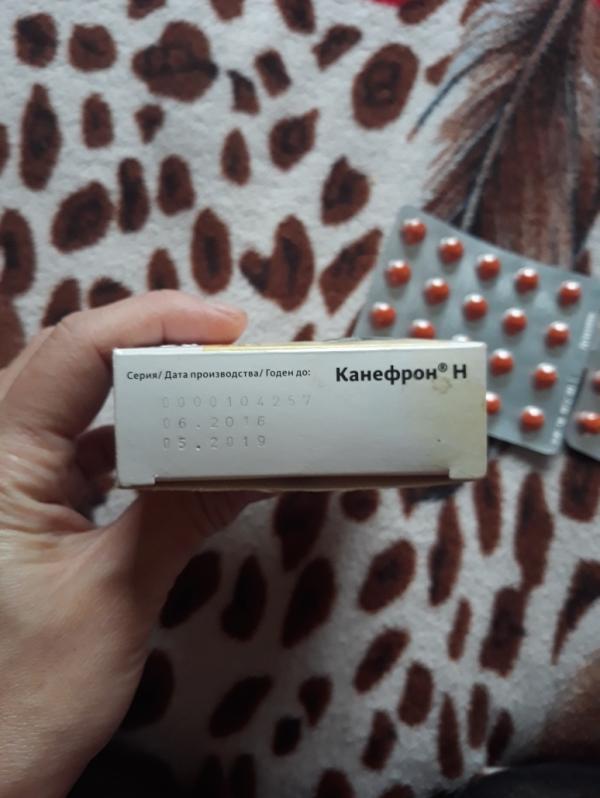 Серия/ Дата производства/ Годен до:
Канефрон® Н
0000104257
06.2016
05.2019